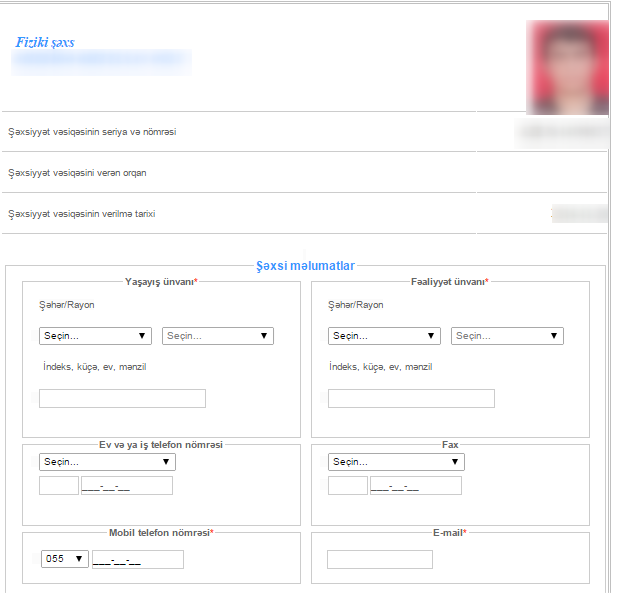 Fiziki şəxs
Şəxsiyyət vəsiqəsinin seriya və nömrəsi
Şəxsiyyət vəsiqəsini verən orqan
Şəxsiyyət vəsiqəsinin verilmə tarixi
Şəxsi məlumatlar
Yaşayış ünvanı*
Fəaliyyət ünvanı*
Şəhər/Rayon
Şəhər/Rayon
Seçin... Seçin...
Seçin... Seçin...
İndeks, küçə, ev, mənzil
İndeks, küçə, ev, mənzil
Ev və ya iş telefon nömrəsi
Fax
Seçin...
Seçin...
___-__-__
___-__-__
Mobil telefon nömrəsi*
E-mail*
055 ___-__-__